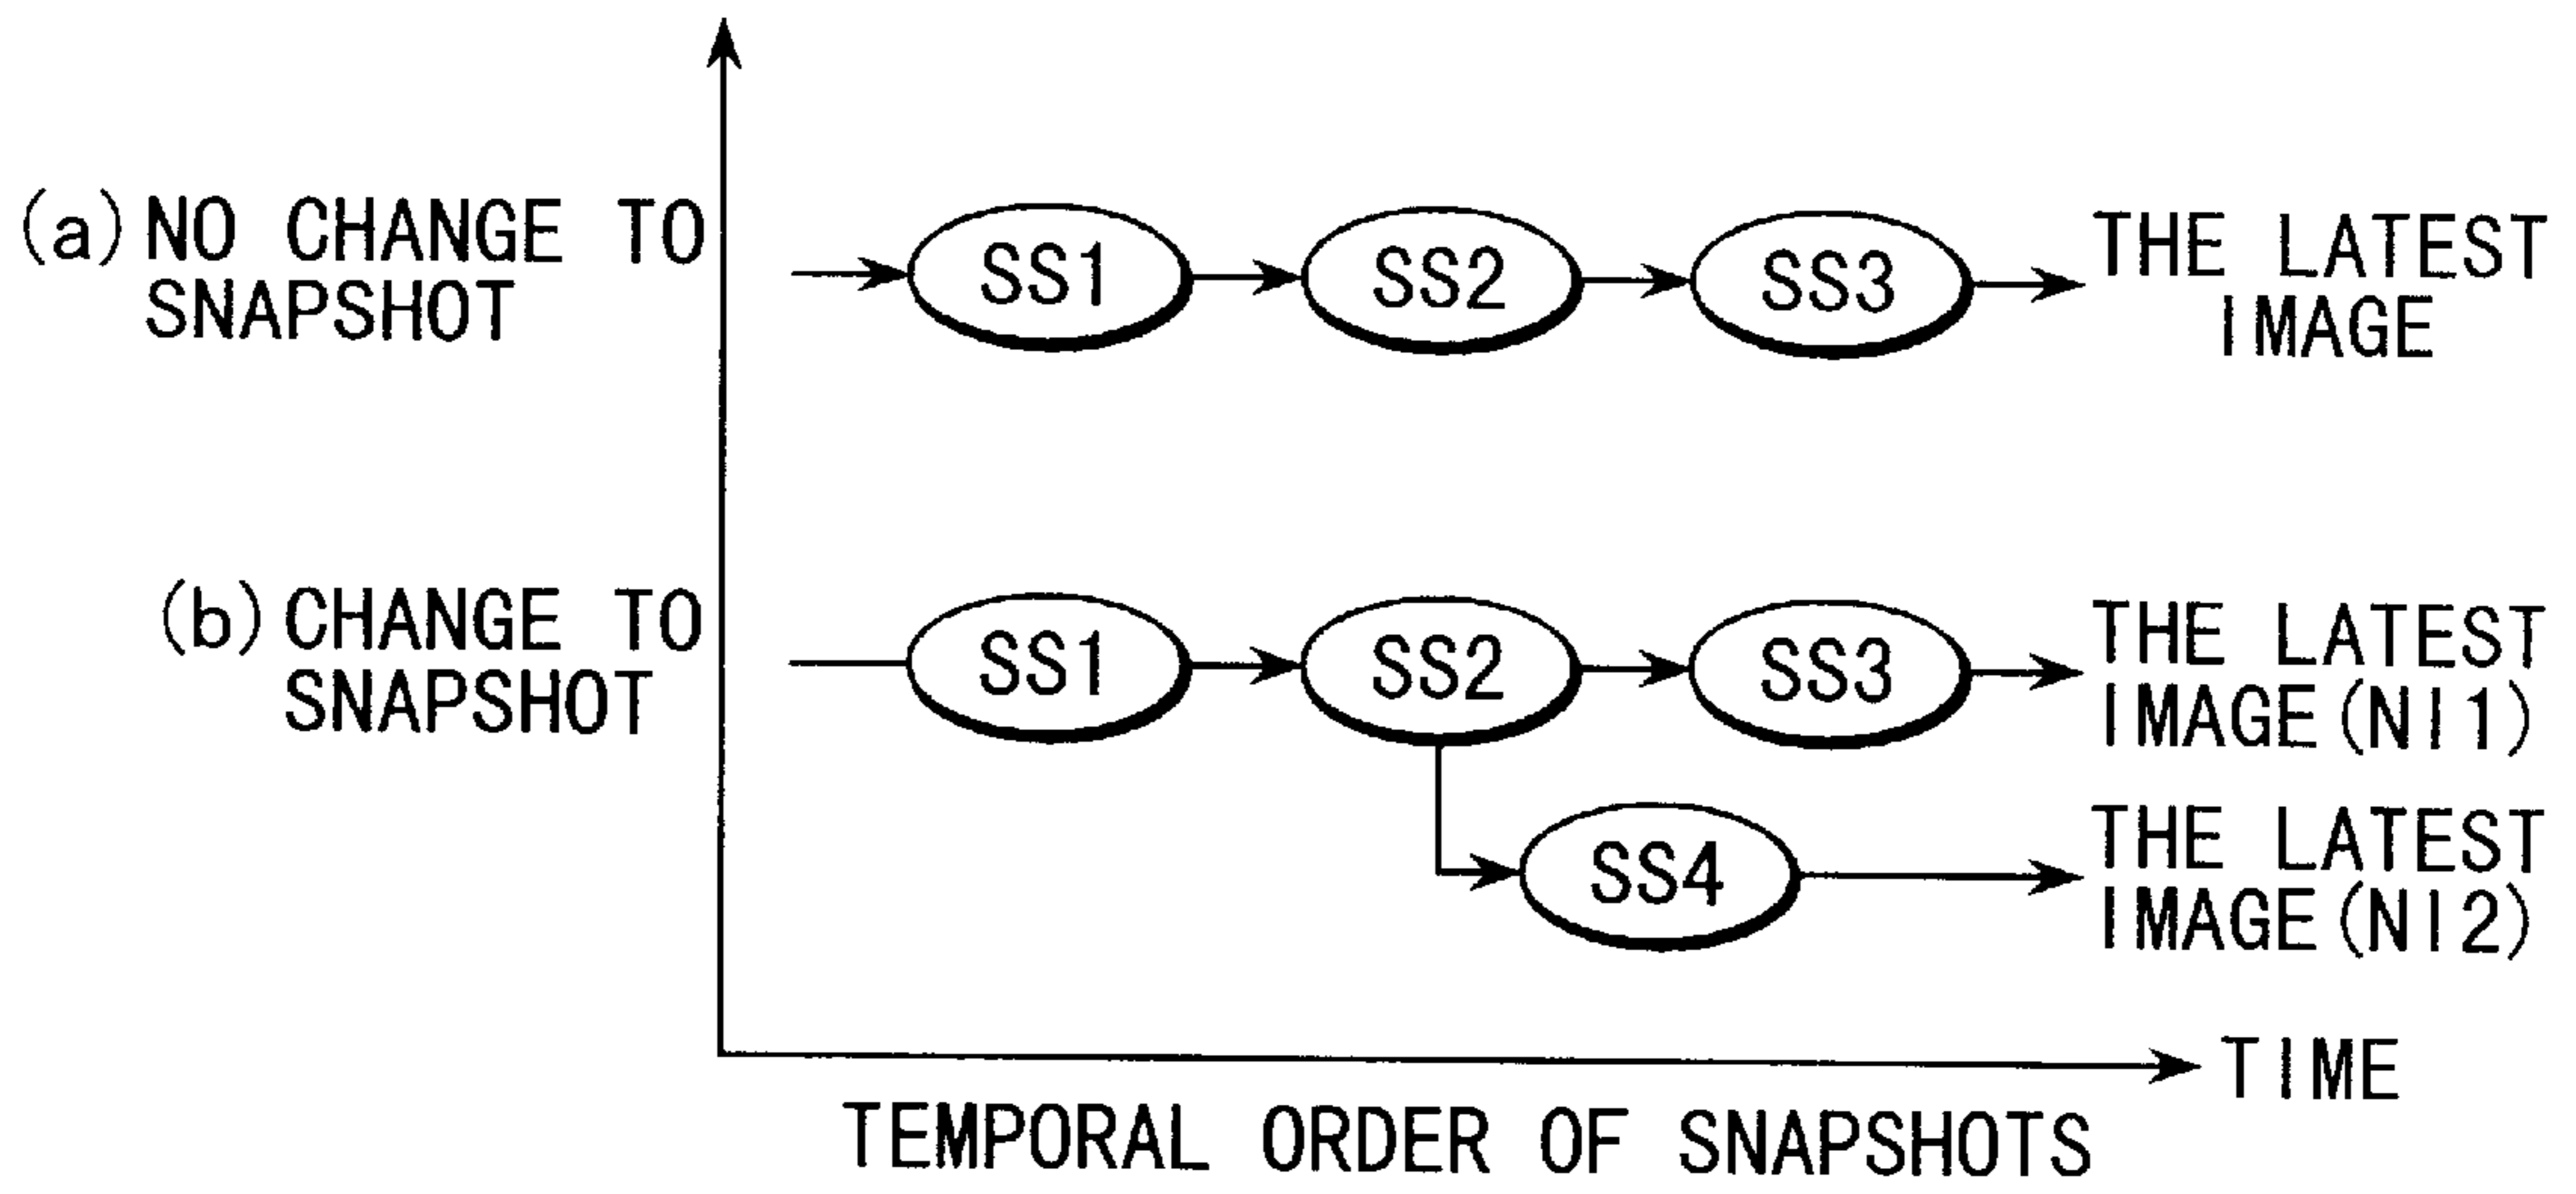 (a) NO CHANGE TO
SNAPSHOT
SS1
SS2
SS3
THE LATEST
IMAGE
(b) CHANGE TO
SNAPSHOT
SS1
SS2
SS3
THE LATEST
IMAGE (NI1)
SS4
THE LATEST
IMAGE (NI2)
TIME
TEMPORAL ORDER OF SNAPSHOTS